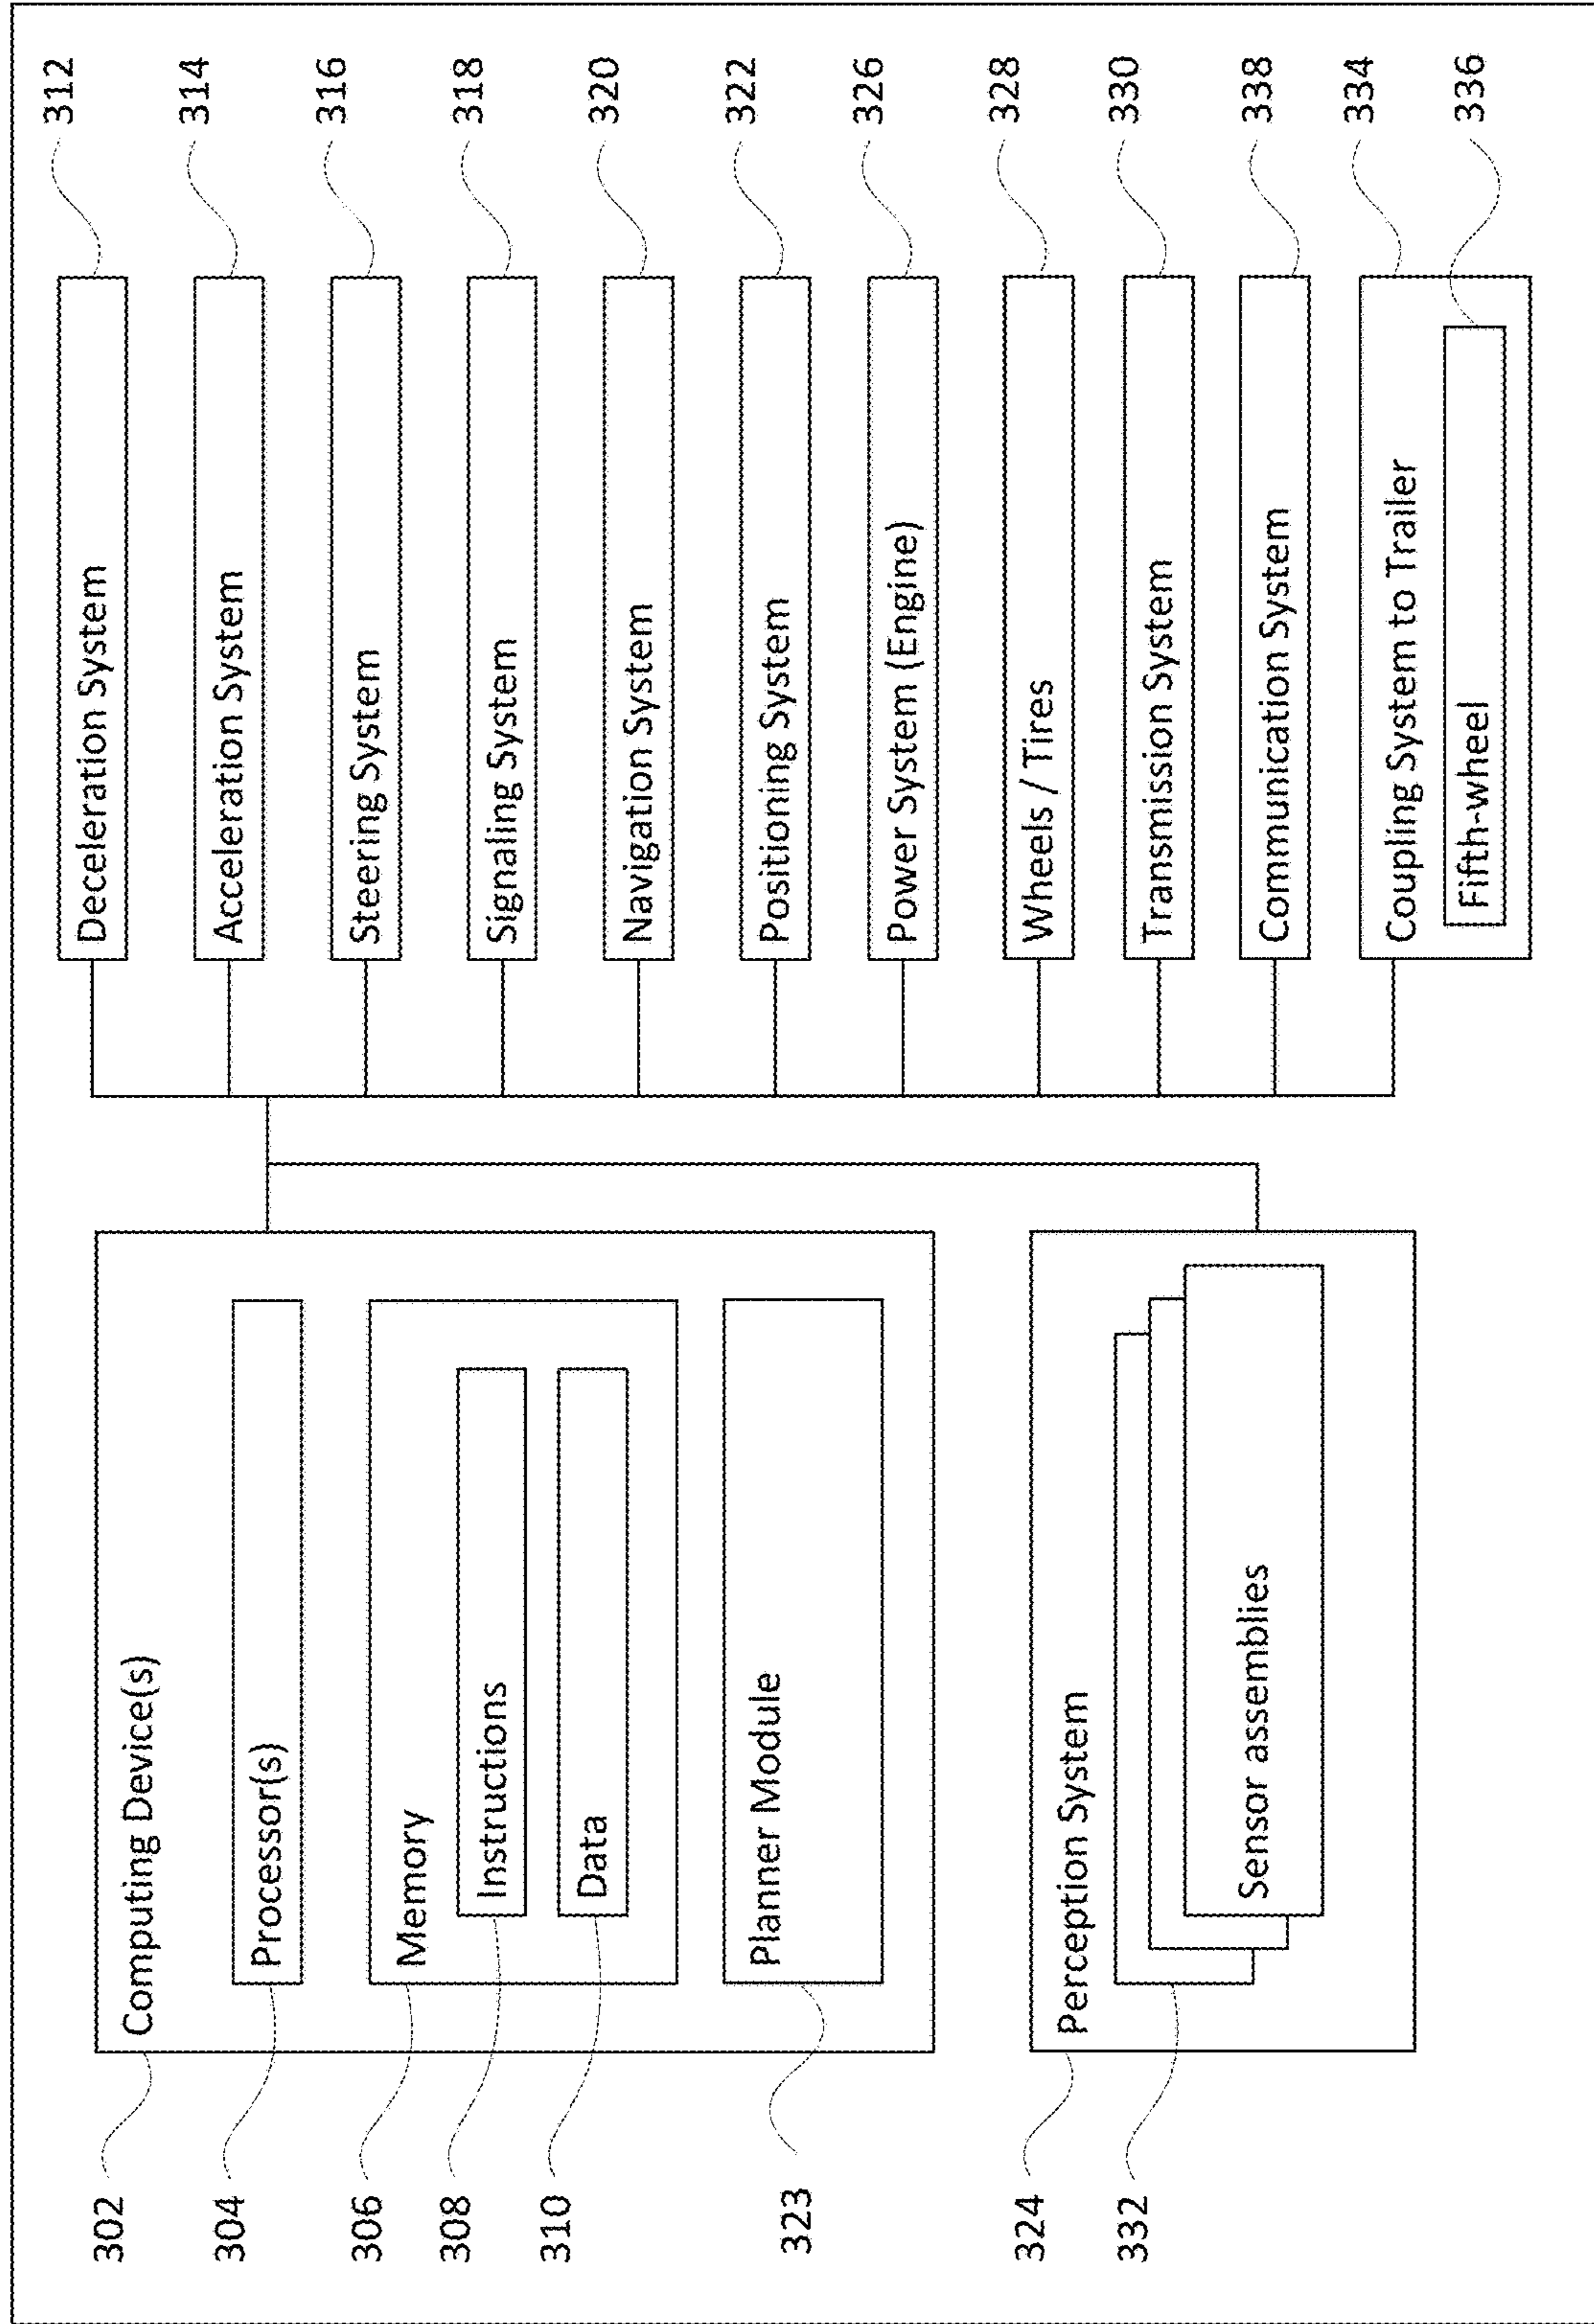 302
Computing Device(s)
304
Processor(s)
306
Memory
308
Instructions
310
Data
323
Planner Module
324
Perception System
332
Sensor assemblies
Deceleration System
312
Acceleration System
314
Steering System
316
Signaling System
318
Navigation System
320
Positioning System
322
Power System (Engine)
326
Wheels / Tires
328
Transmission System
330
Communication System
338
Coupling System to Trailer
334
Fifth-wheel
336